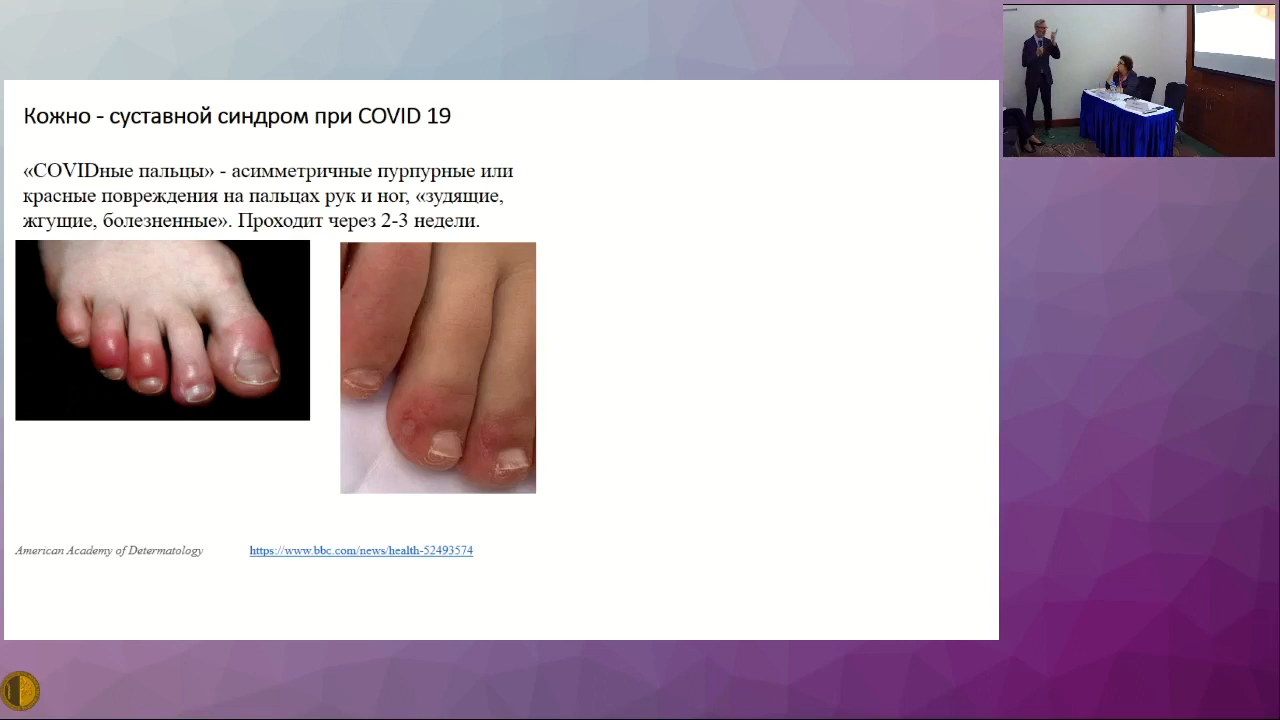 Кожно - суставной синдром при COVID 19
«COVIDные пальцы» - асимметричные пурпурные или
красные повреждения на пальцах рук и ног, «зудящие,
жгущие, болезненные». Проходит через 2-3 недели.
American Academy of Determatology
https://www.bbc.com/news/health-52493574